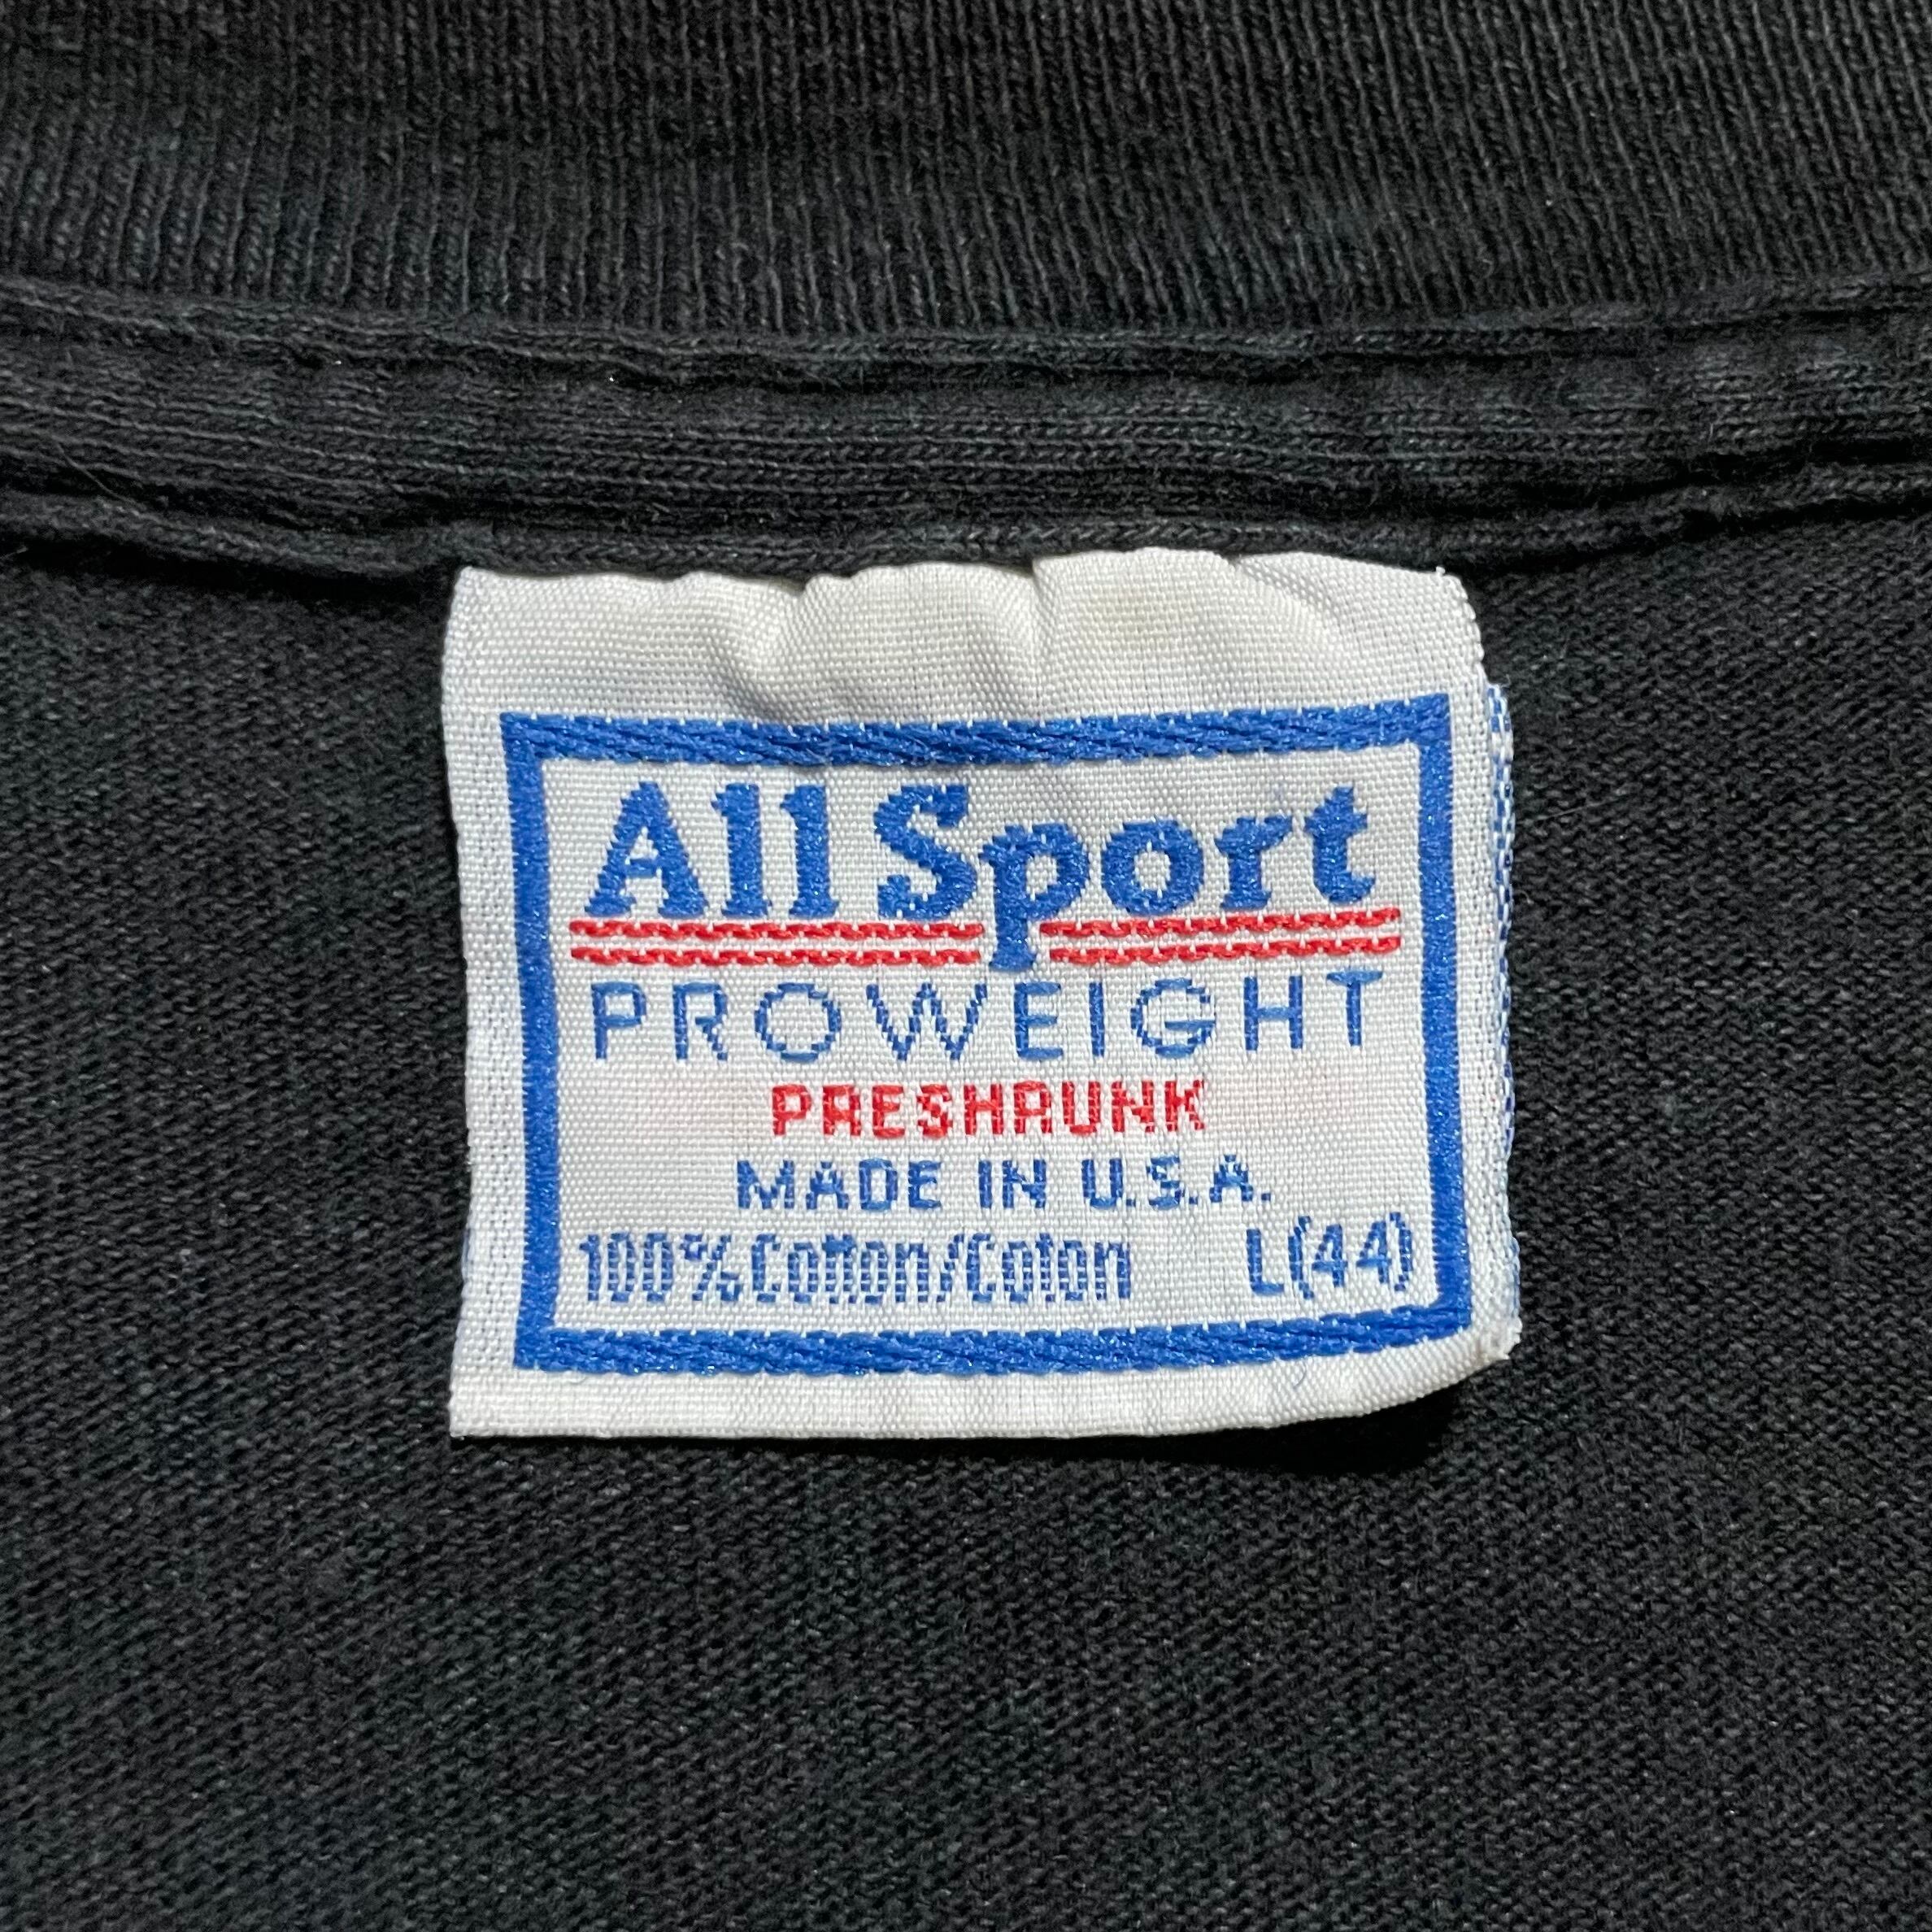 All Sport
PROWEIGHT
PRESHRUNK
MADE IN U.S.A.
100% Cotton/Coton L(44)